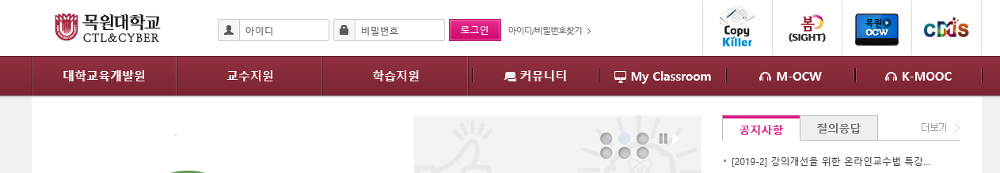 목원대학교
CTL&CYBER
아이디
비밀번호
로그인
아이디/비밀번호찾기
Copy
Killer
봄
(SIGHT)
목원
OCW
CMS
대학교육개발원
교수지원
학습지원
커뮤니티
My Classroom
M-OCW
K-MOOC
공지사항
질의응답
더보기
[2019-2] 강의개선을 위한 온라인교수법 특강...